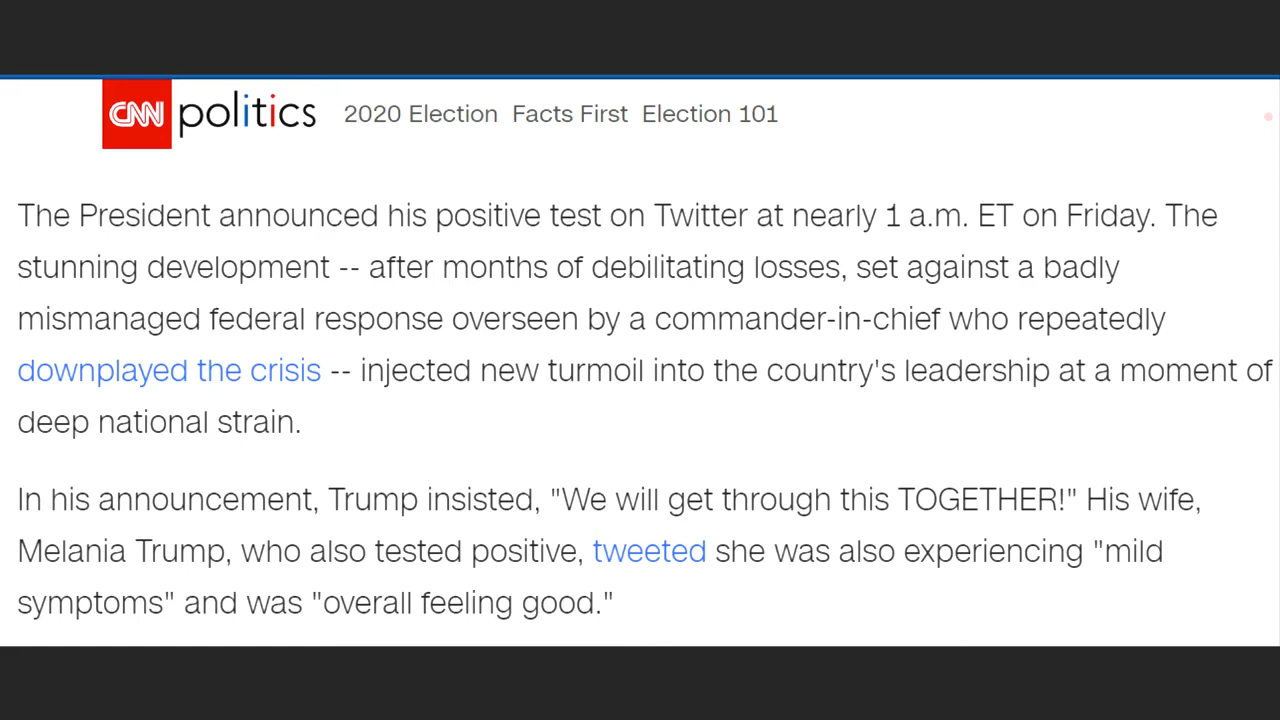 CNN politics 2020 Election Facts First Election 101
The President announced his positive test on Twitter at nearly 1 a.m. ET on Friday. The
stunning development -- after months of debilitating losses, set against a badly
mismanaged federal response overseen by a commander-in-chief who repeatedly
downplayed the crisis -- injected new turmoil into the country's leadership at a moment of
deep national strain.
In his announcement, Trump insisted, "We will get through this TOGETHER!" His wife,
Melania Trump, who also tested positive, tweeted she was also experiencing "mild
symptoms" and was "overall feeling good."